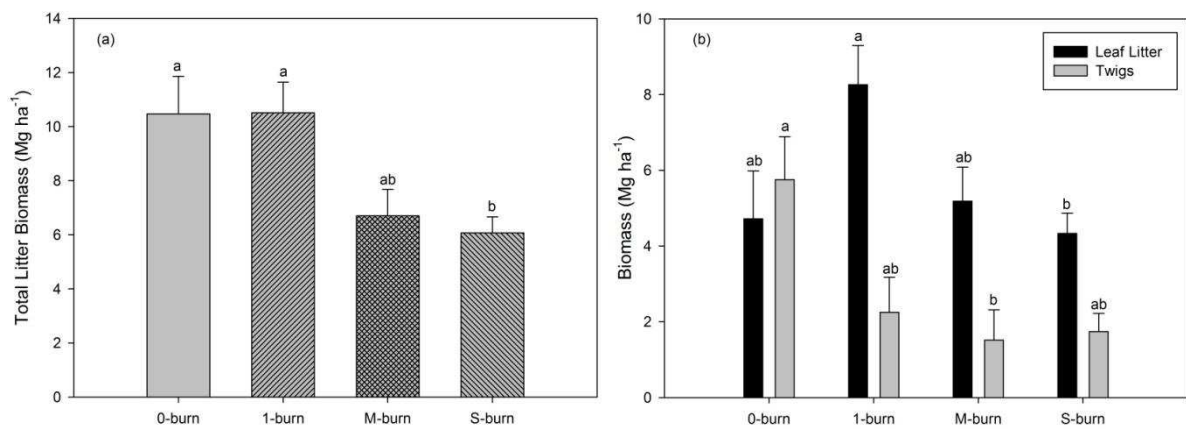 (a)
Total Litter Biomass (Mg ha⁻¹)
14
12
10
8
6
4
2
0
a
a
ab
b
0-burn
1-burn
M-burn
S-burn
(b)
Leaf Litter
Twigs
Biomass (Mg ha⁻¹)
10
8
6
4
2
0
ab
a
a
ab
ab
b
b
ab
0-burn
1-burn
M-burn
S-burn